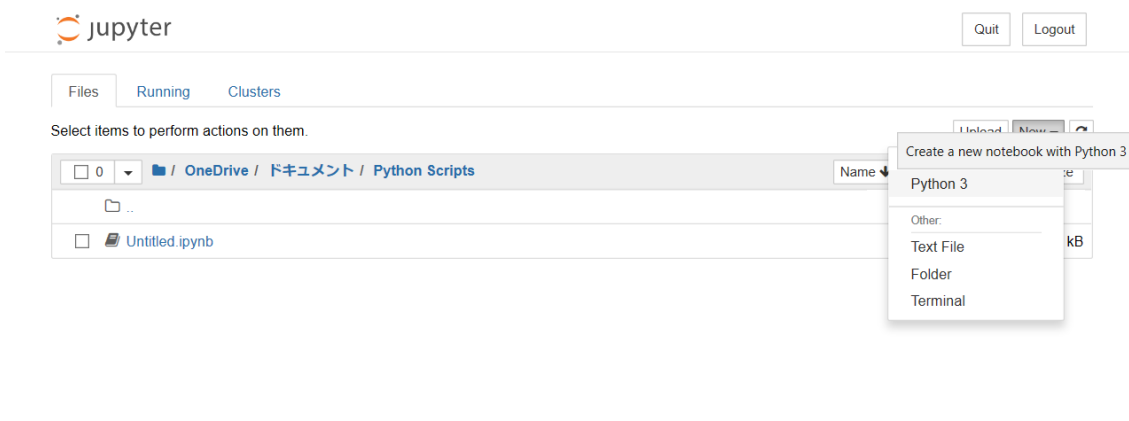 jupyter
Quit Logout
Files Running Clusters
Select items to perform actions on them.
Upload New
Create a new notebook with Python 3
0 / OneDrive / ドキュメント / Python Scripts Name
Python 3
..
Other:
Untitled.ipynb kB
Text File
Folder
Terminal